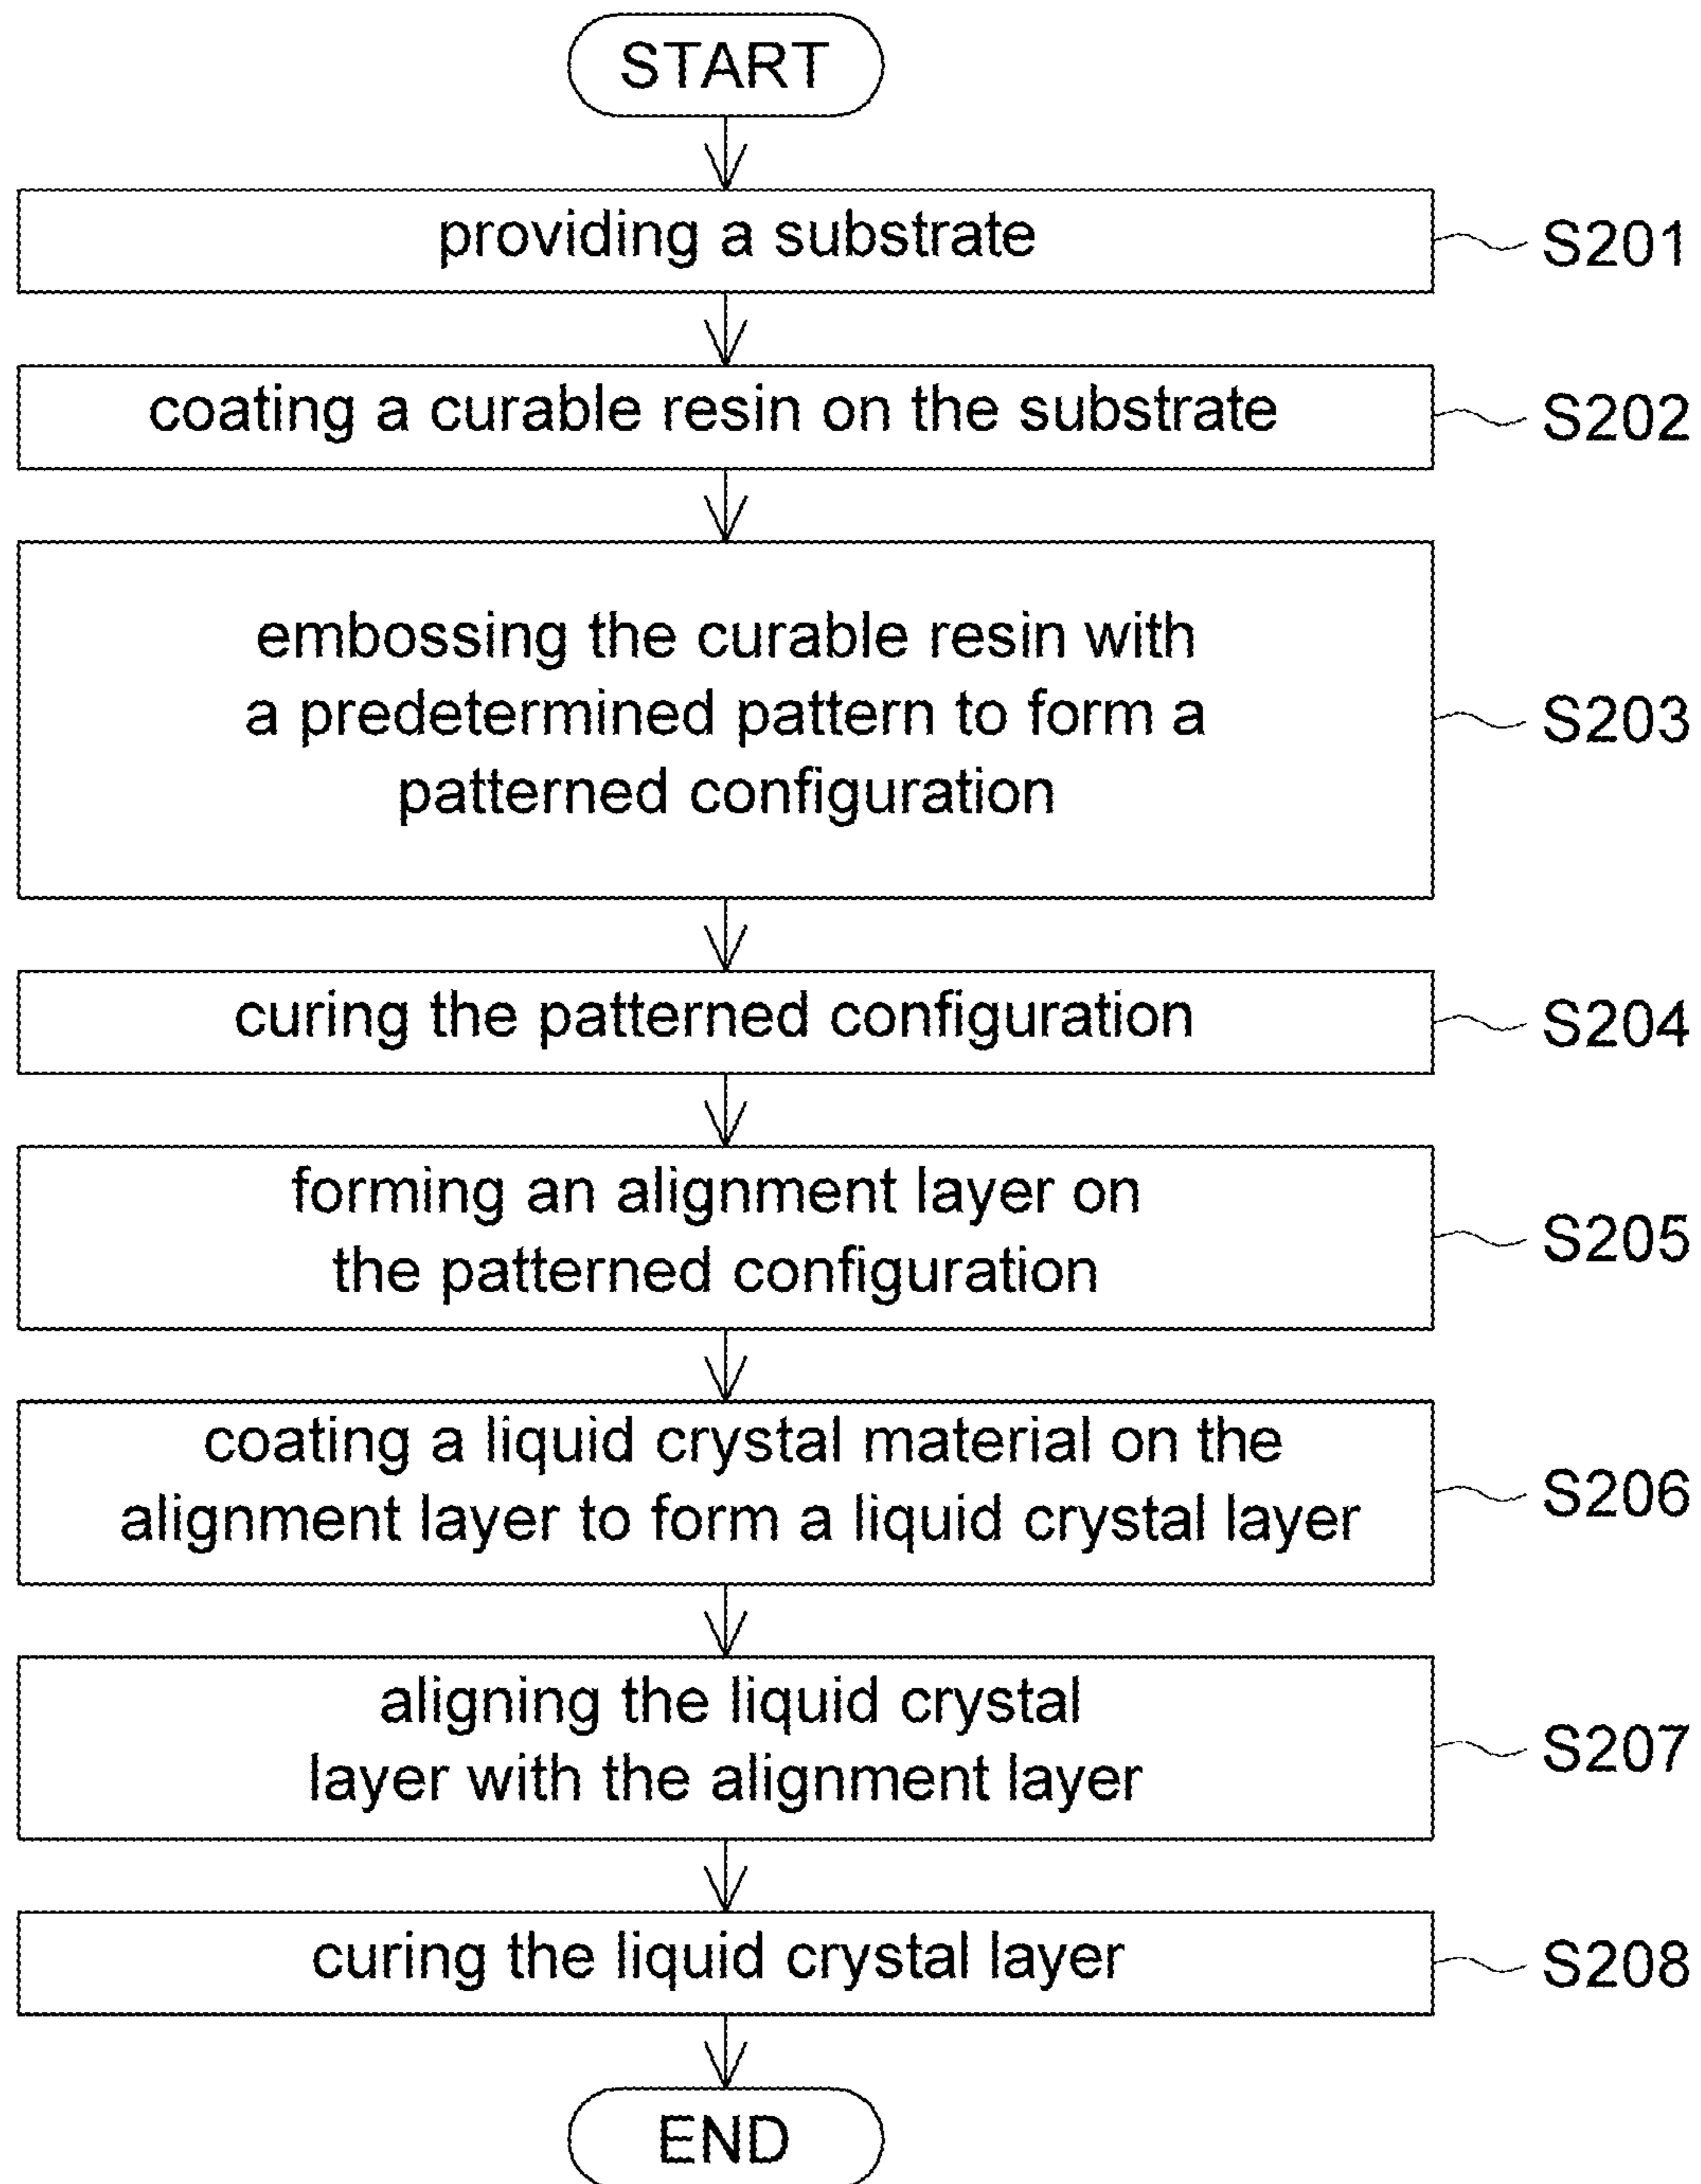 START
providing a substrate
S201
coating a curable resin on the substrate
S202
embossing the curable resin with
a predetermined pattern to form a
patterned configuration
S203
curing the patterned configuration
S204
forming an alignment layer on
the patterned configuration
S205
coating a liquid crystal material on the
alignment layer to form a liquid crystal layer
S206
aligning the liquid crystal
layer with the alignment layer
S207
curing the liquid crystal layer
S208
END